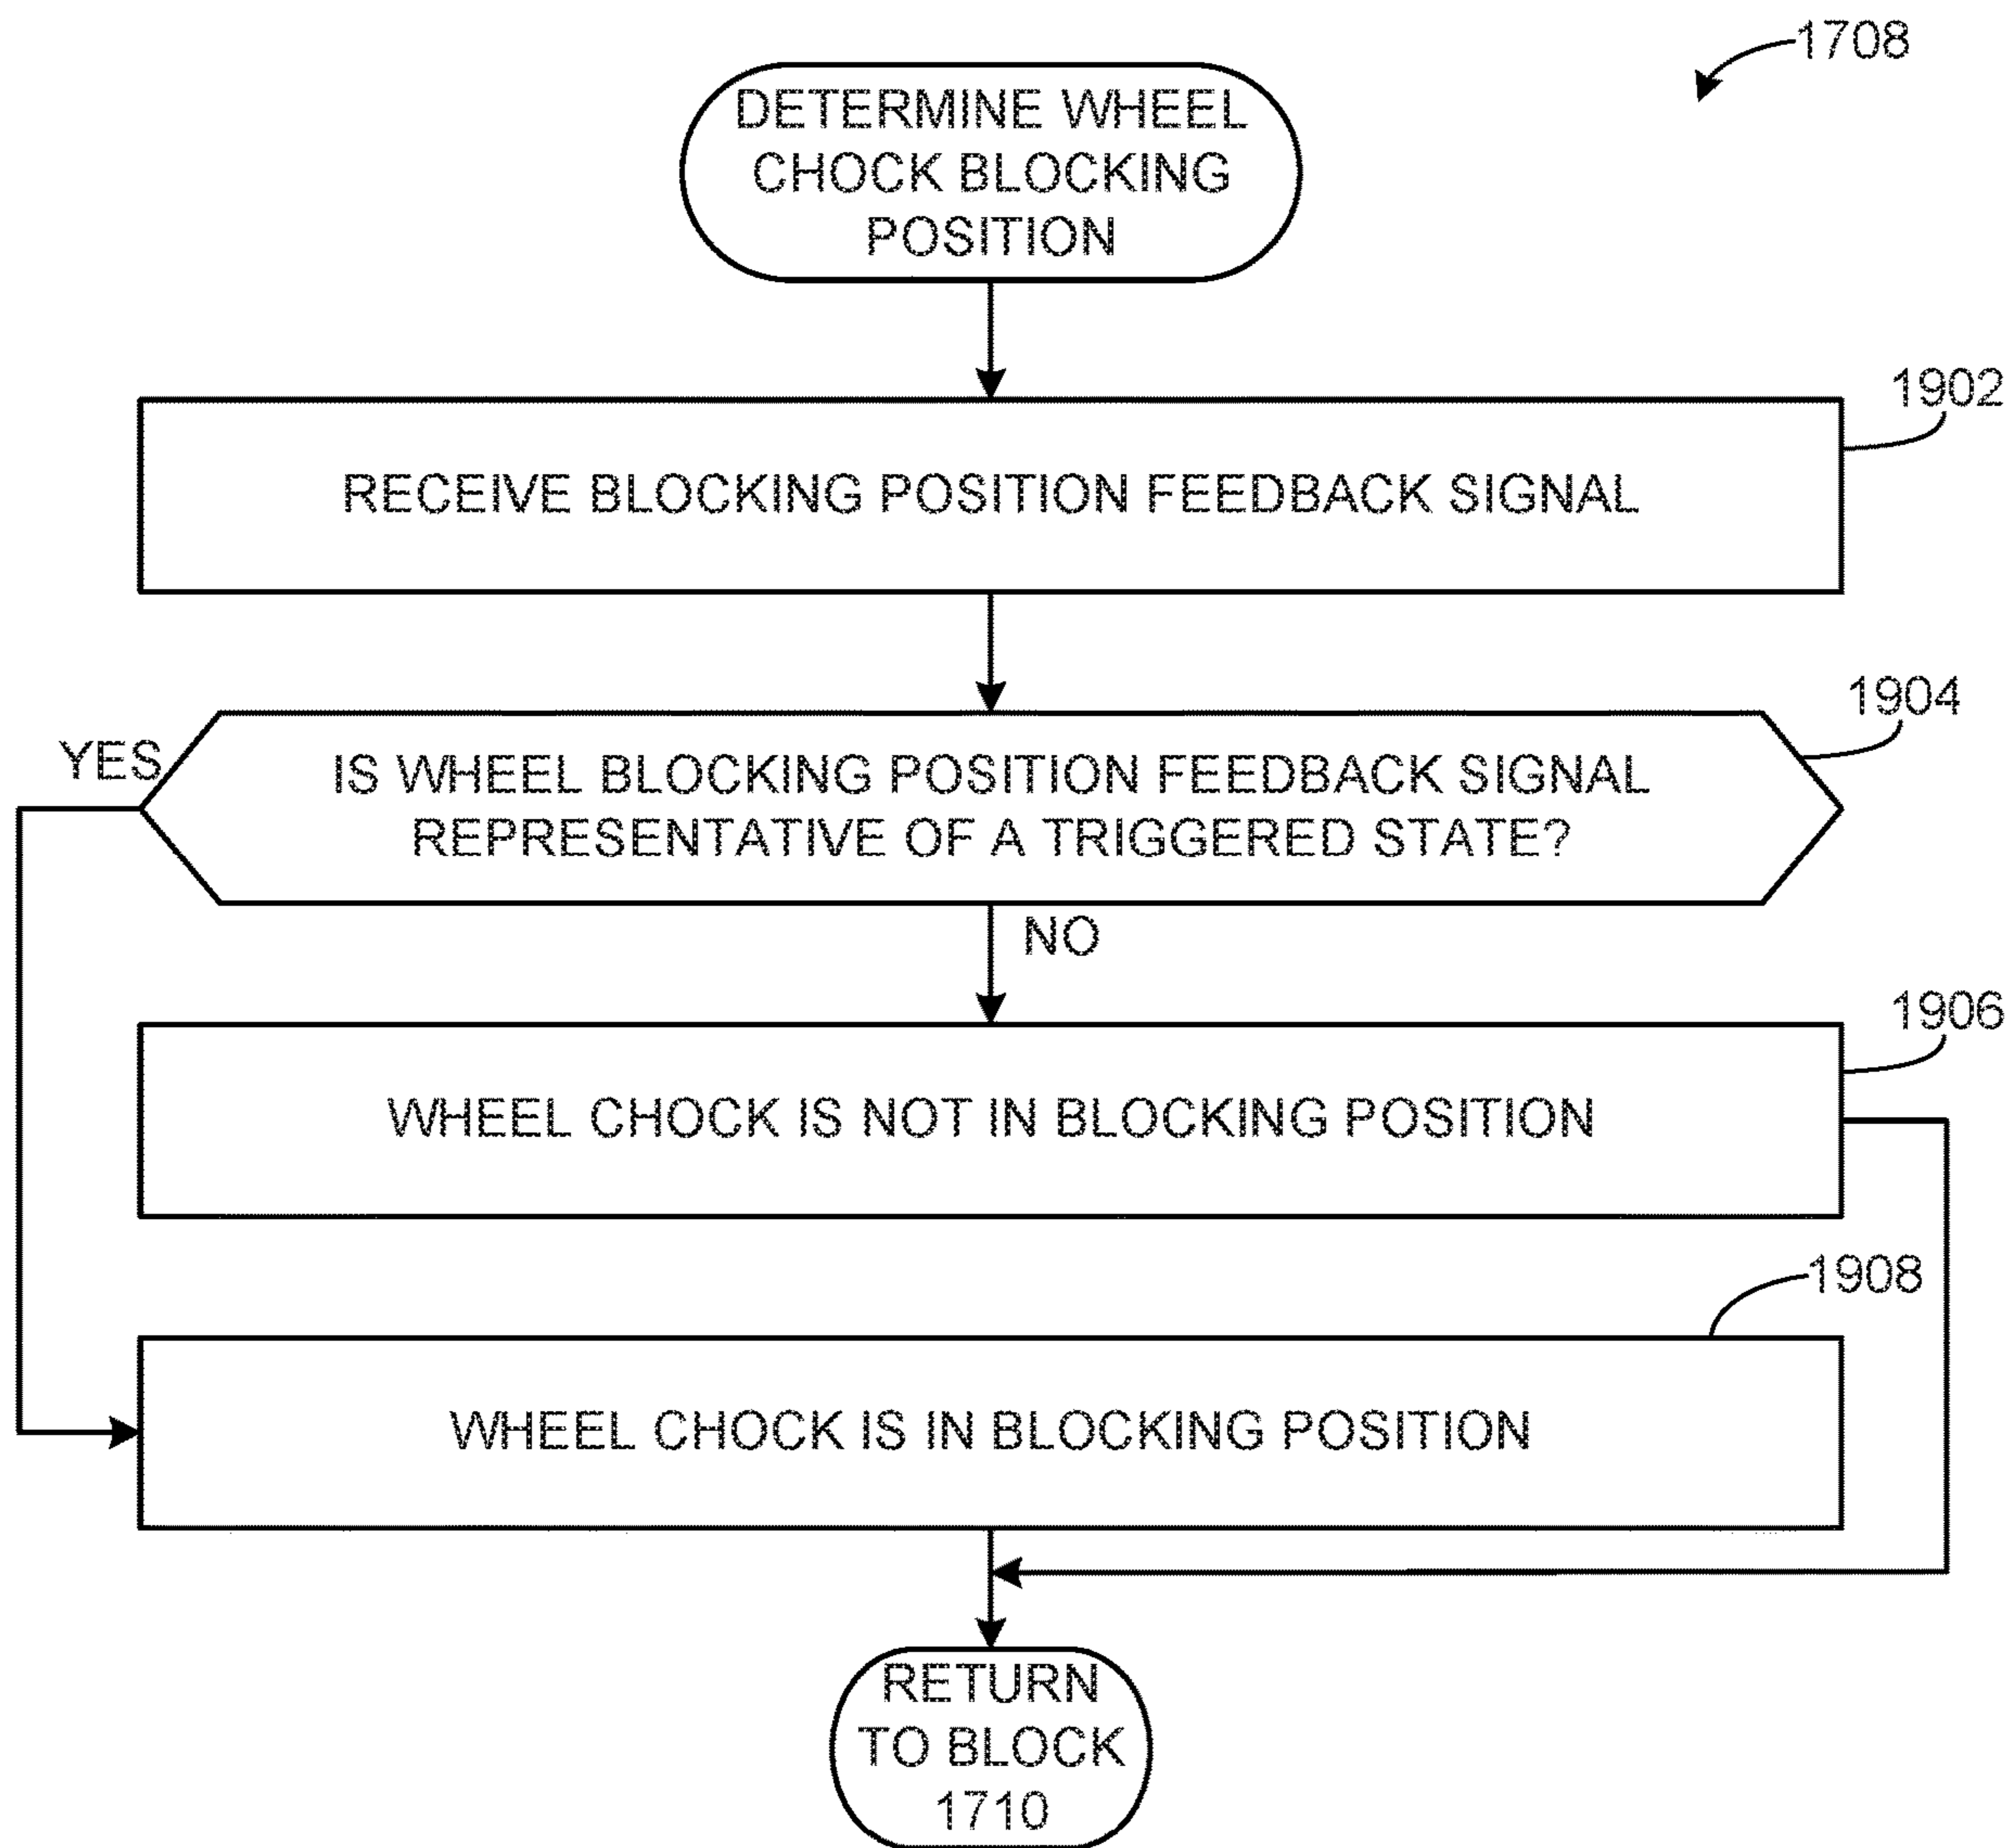 1708
DETERMINE WHEEL
CHOCK BLOCKING
POSITION
1902
RECEIVE BLOCKING POSITION FEEDBACK SIGNAL
1904
YES
IS WHEEL BLOCKING POSITION FEEDBACK SIGNAL
REPRESENTATIVE OF A TRIGGERED STATE?
NO
1906
WHEEL CHOCK IS NOT IN BLOCKING POSITION
1908
WHEEL CHOCK IS IN BLOCKING POSITION
RETURN
TO BLOCK
1710